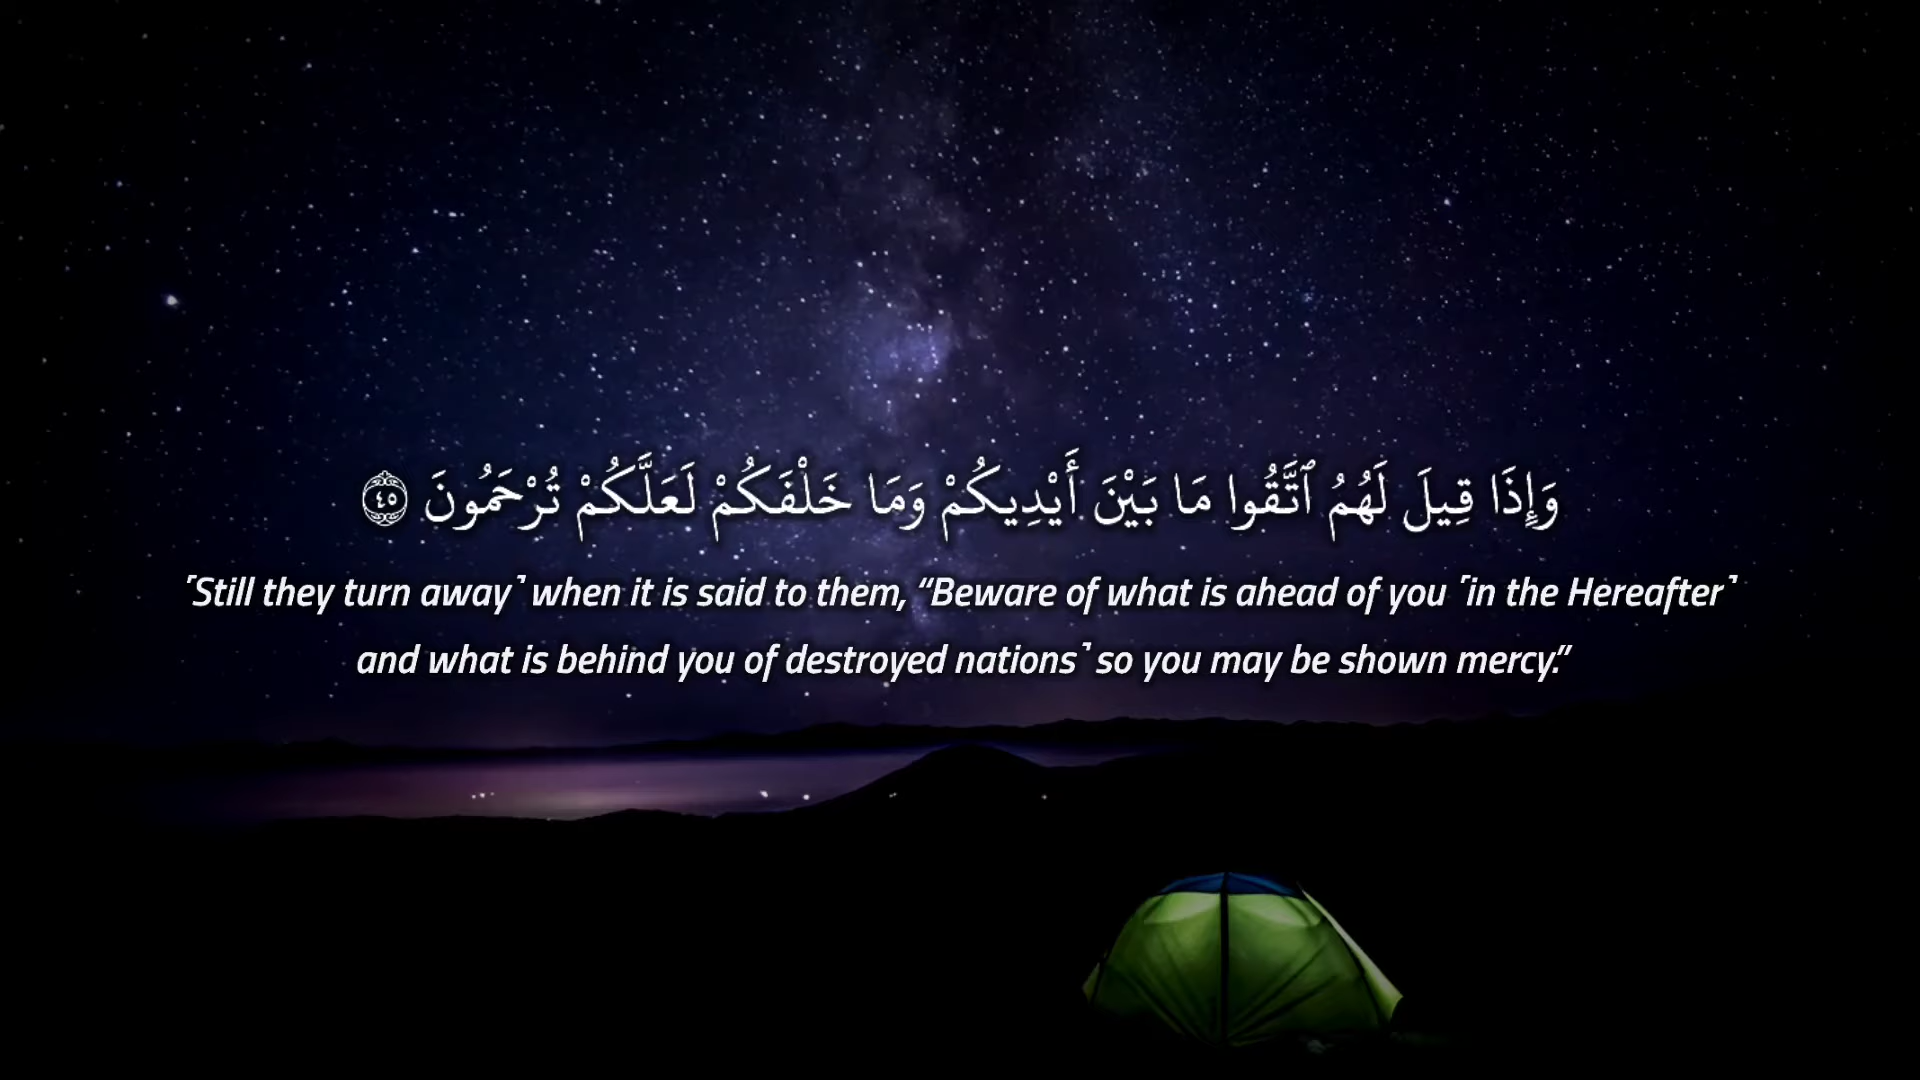 وَإِذَا قِيلَ لَهُمُ ٱتَّقُوا مَا بَيْنَ أَيْدِيكُمْ وَمَا خَلْفَكُمْ لَعَلَّكُمْ تُرْحَمُونَ ٤٥
˹Still they turn away˺ when it is said to them, “Beware of what is ahead of you ˹in the Hereafter˺
and what is behind you of destroyed nations˺ so you may be shown mercy.”